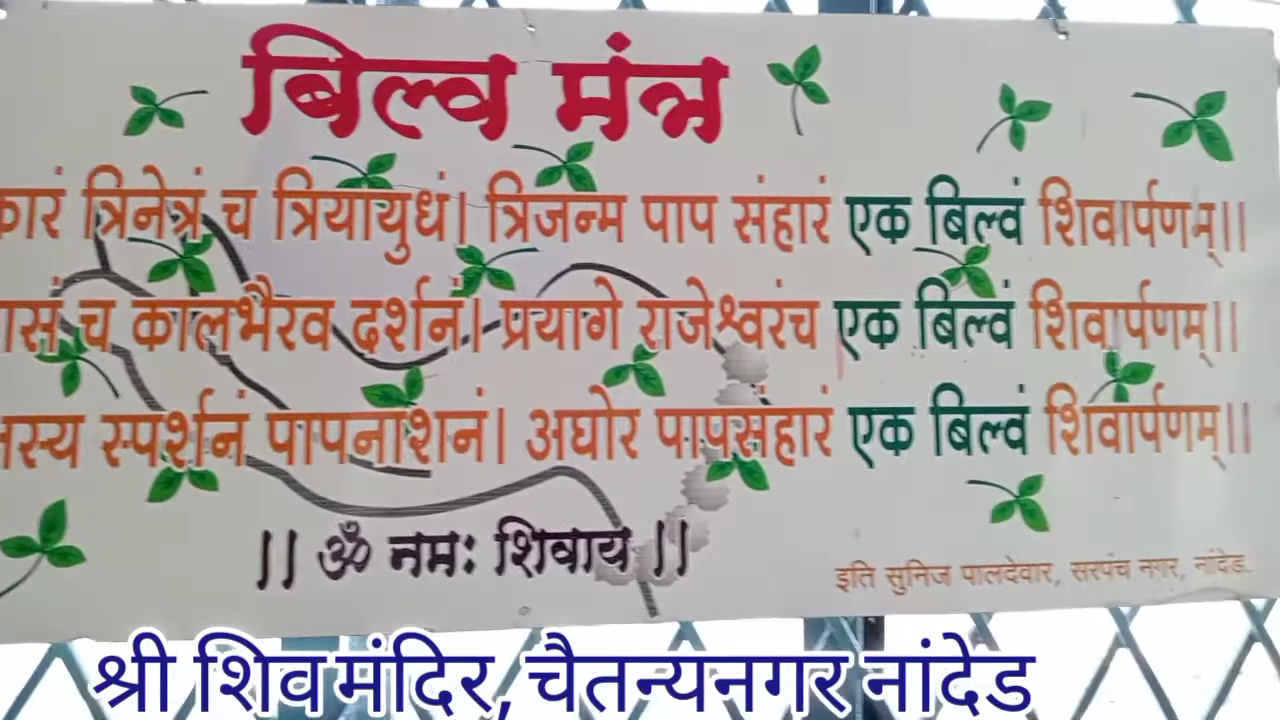 बिल्व मंत्र
कारं त्रिनेत्रं च त्रियायुधं। त्रिजन्म पाप संहारं एक बिल्वं शिवार्पणम्।।
च कालभैरव दर्शनं। प्रयागे राजेश्वरंच एक बिल्वं शिवार्पणम्।।
स्पर्शनं पापनाशनं। अघोर पापसंहारं एक बिल्वं शिवार्पणम्।।
|| ॐ नमः शिवाय ||
इति सुनिज पालदेवार, सरपंच नगर, नांदेड.
श्री शिव मंदिर, चैतन्यनगर नांदेड